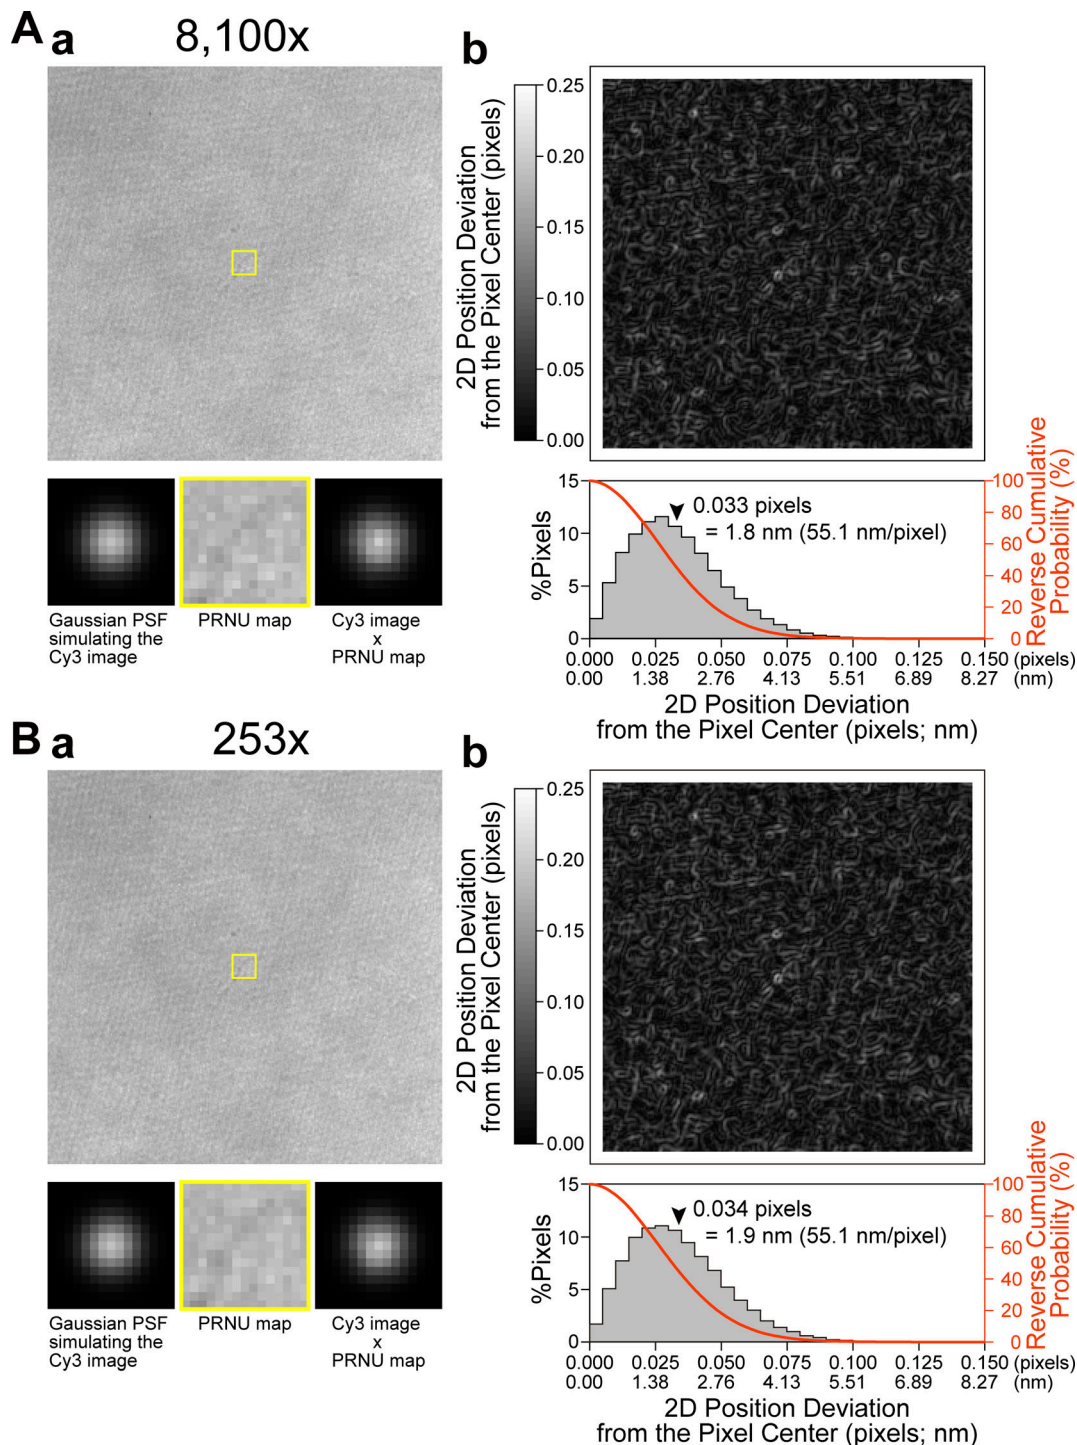 A a 8,100x b
0.25
0.20
0.15
0.10
0.05
0.00
2D Position Deviation
from the Pixel Center (pixels)
Gaussian PSF
simulating the
Cy3 image
PRNU map
Cy3 image
x
PRNU map
15
10
5
0
%Pixels
0.033 pixels
= 1.8 nm (55.1 nm/pixel)
100
80
60
40
20
0
Reverse Cumulative
Probability (%)
0.000 0.025 0.050 0.075 0.100 0.125 0.150 (pixels)
0.00 1.38 2.76 4.13 5.51 6.89 8.27 (nm)
2D Position Deviation
from the Pixel Center (pixels; nm)
B a 253x b
0.25
0.20
0.15
0.10
0.05
0.00
2D Position Deviation
from the Pixel Center (pixels)
Gaussian PSF
simulating the
Cy3 image
PRNU map
Cy3 image
x
PRNU map
15
10
5
0
%Pixels
0.034 pixels
= 1.9 nm (55.1 nm/pixel)
100
80
60
40
20
0
Reverse Cumulative
Probability (%)
0.000 0.025 0.050 0.075 0.100 0.125 0.150 (pixels)
0.00 1.38 2.76 4.13 5.51 6.89 8.27 (nm)
2D Position Deviation
from the Pixel Center (pixels; nm)